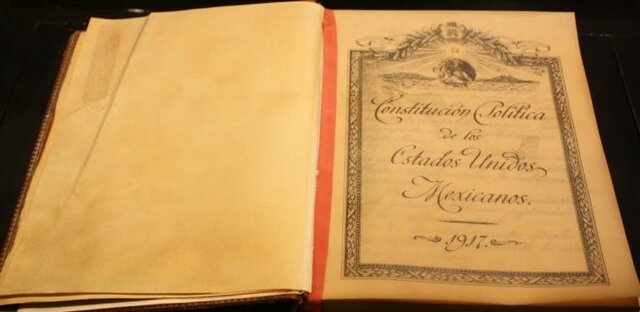 Constitución Política
de los
Estados Unidos
Mexicanos.
1917.